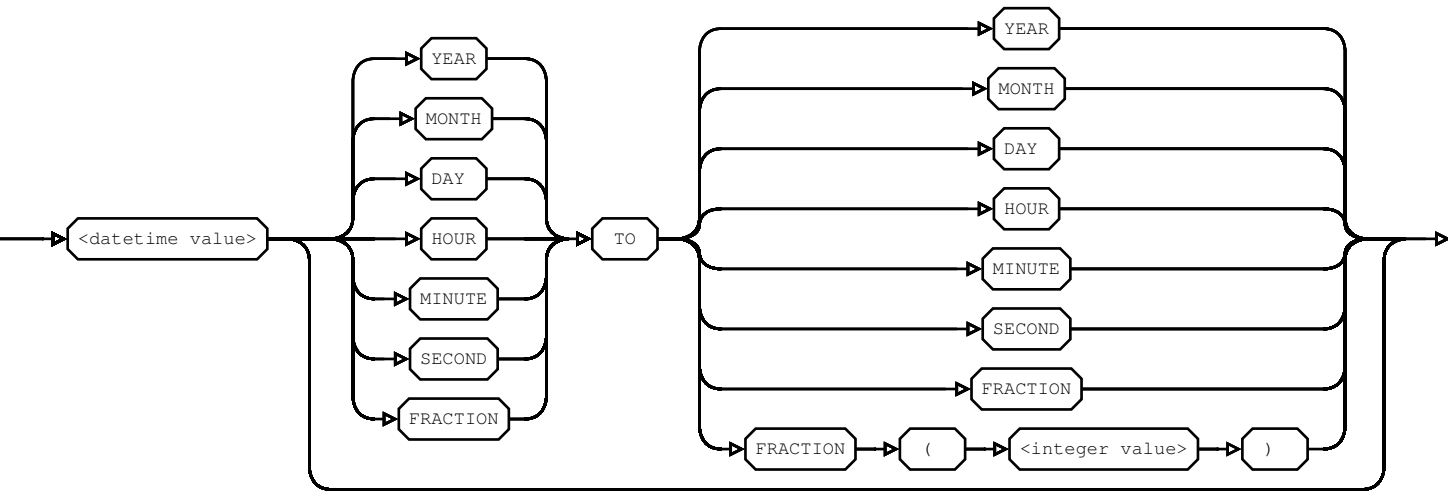 YEAR
YEAR
MONTH
MONTH
DAY
DAY
HOUR
<datetime value>
HOUR
TO
MINUTE
MINUTE
SECOND
SECOND
FRACTION
FRACTION
FRACTION ( <integer value> )